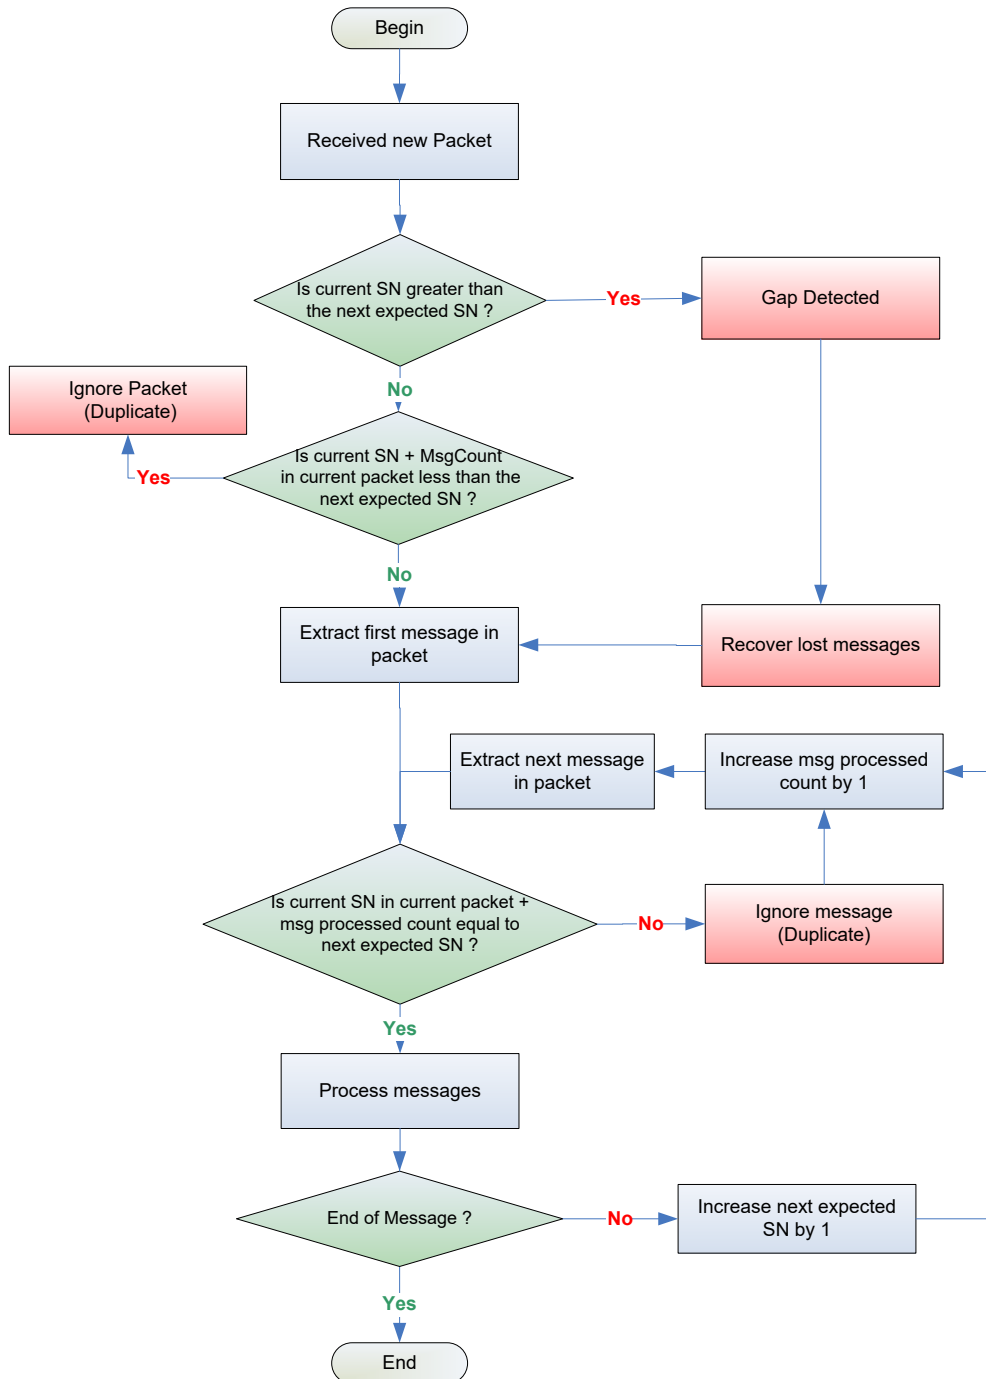 Begin
Received new Packet
Is current SN greater than
the next expected SN ?
Yes
Gap Detected
No
Ignore Packet
(Duplicate)
Is current SN + MsgCount
in current packet less than the
next expected SN ?
Yes
No
Extract first message in
packet
Recover lost messages
Extract next message
in packet
Increase msg processed
count by 1
Is current SN in current packet +
msg processed count equal to
next expected SN ?
No
Ignore message
(Duplicate)
Yes
Process messages
End of Message ?
No
Increase next expected
SN by 1
Yes
End